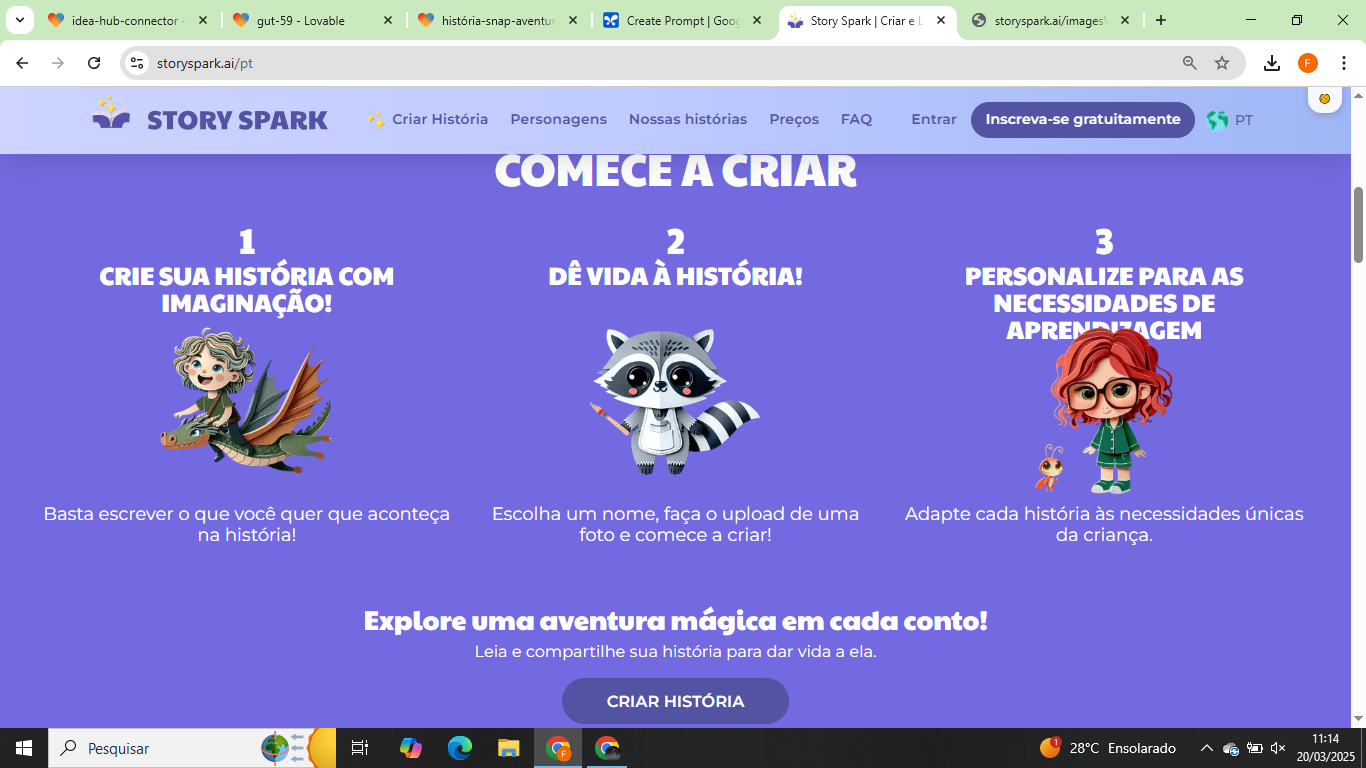 idea-hub-connector -
gut-59 - Lovable
história-snap-aventu
Create Prompt | Goog
Story Spark | Criar e L
storyspark.ai/images\
storyspark.ai/pt
F
STORY SPARK
Criar História
Personagens
Nossas histórias
Preços
FAQ
Entrar
Inscreva-se gratuitamente
PT
COMECE A CRIAR
1
CRIE SUA HISTÓRIA COM
IMAGINAÇÃO!
Basta escrever o que você quer que aconteça
na história!
2
DÊ VIDA À HISTÓRIA!
Escolha um nome, faça o upload de uma
foto e comece a criar!
3
PERSONALIZE PARA AS
NECESSIDADES DE
APRENDIZAGEM
Adapte cada história às necessidades únicas
da criança.
Explore uma aventura mágica em cada conto!
Leia e compartilhe sua história para dar vida a ela.
CRIAR HISTÓRIA
Pesquisar
F
1
28°C Ensolarado
11:14
20/03/2025